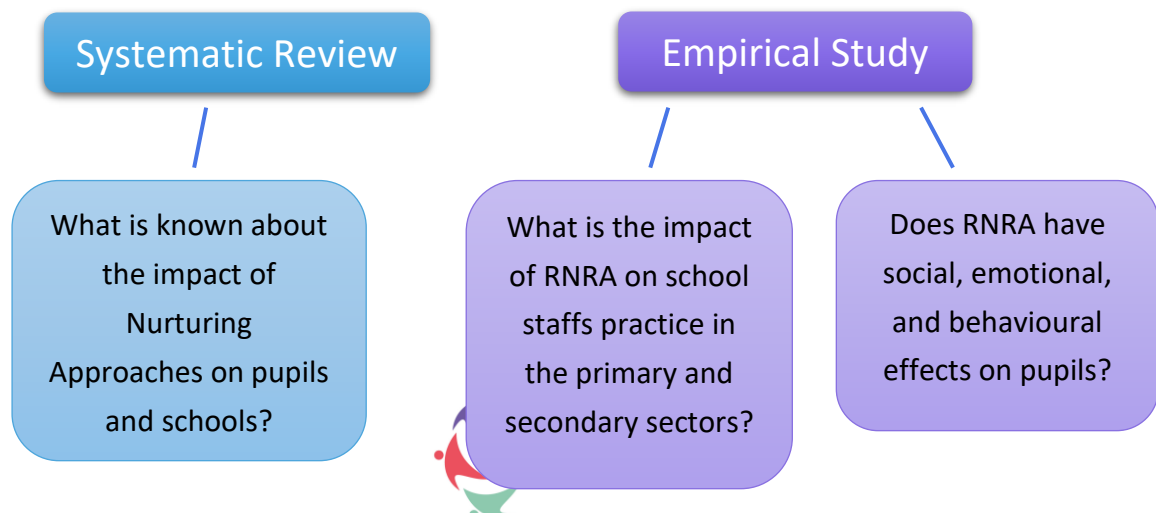 Systematic Review
Empirical Study
What is known about
the impact of
Nurturing
Approaches on pupils
and schools?
What is the impact
of RNRA on school
staffs practice in
the primary and
secondary sectors?
Does RNRA have
social, emotional,
and behavioural
effects on pupils?